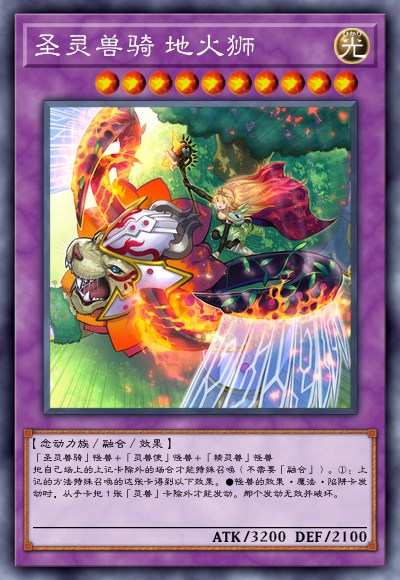 圣灵兽骑 地火狮
光
【念动力族／融合／效果】
「圣灵兽骑」怪兽＋「灵兽使」怪兽＋「精灵兽」怪兽
把自己场上的上记卡除外的场合才能特殊召唤（不需要「融合」）。①：上
记的方法特殊召唤的这张卡得到以下效果。●怪兽的效果·魔法·陷阱卡发
动时，从手卡把1张「灵兽」卡除外才能发动。那个发动无效并破坏。
ATK/3200 DEF/2100